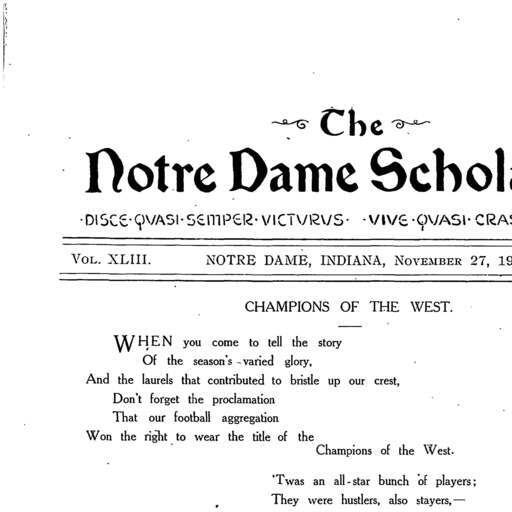 The
Notre Dame Schol
·DISCE·QVASI·SEMPER·VICTVRVS· ·VIVE·QVASI·CRAS
VOL. XLIII. NOTRE DAME, INDIANA, NOVEMBER 27, 19
CHAMPIONS OF THE WEST.
WHEN you come to tell the story
Of the season's varied glory,
And the laurels that contributed to bristle up our crest,
Don't forget the proclamation
That our football aggregation
Won the right to wear the title of the
Champions of the West.
'Twas an all-star bunch of players;
They were hustlers, also stayers,—